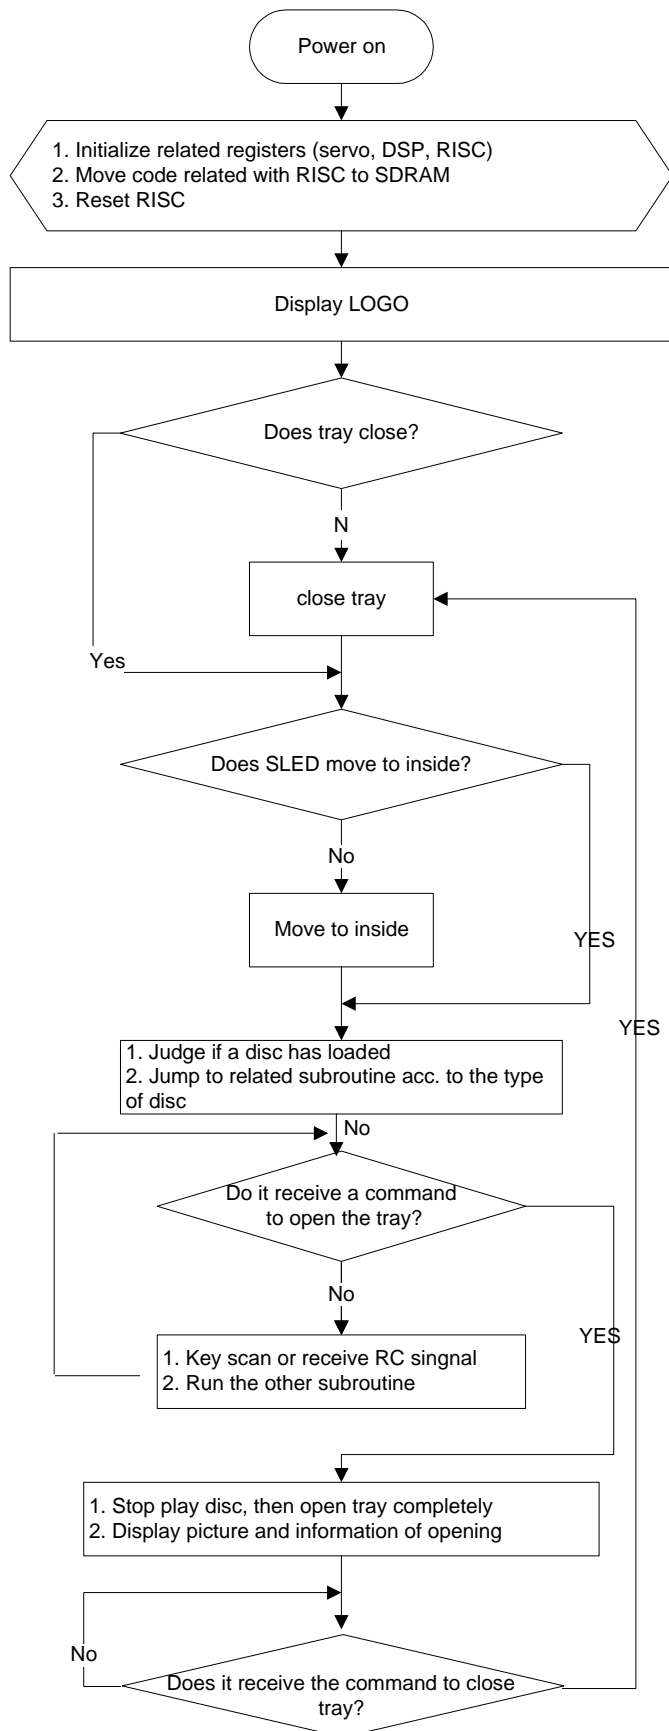 Power on
1. Initialize related registers (servo, DSP, RISC)
2. Move code related with RISC to SDRAM
3. Reset RISC
Display LOGO
Does tray close?
N
close tray
Yes
Does SLED move to inside?
No
Move to inside
YES
YES
1. Judge if a disc has loaded
2. Jump to related subroutine acc. to the type
of disc
No
Do it receive a command
to open the tray?
No
YES
1. Key scan or receive RC singnal
2. Run the other subroutine
1. Stop play disc, then open tray completely
2. Display picture and information of opening
No
Does it receive the command to close
tray?